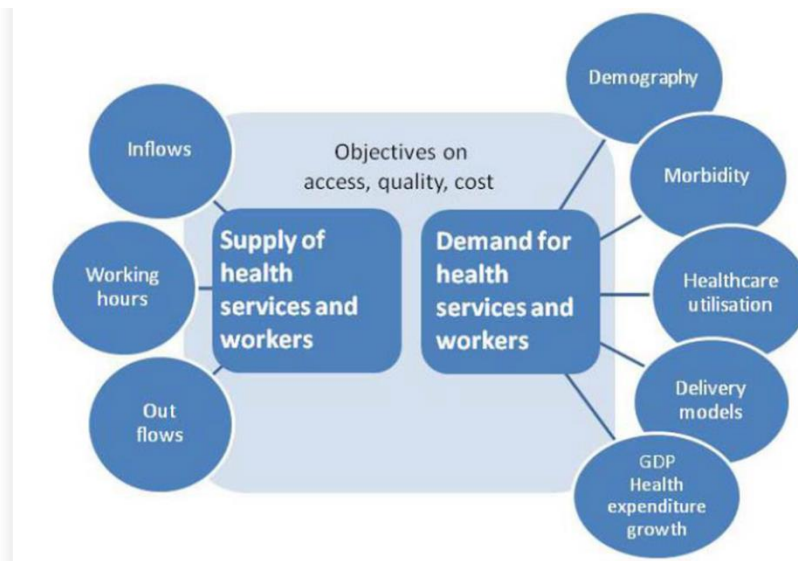 Objectives on
access, quality, cost
Inflows
Working
hours
Out
flows
Supply of
health
services and
workers
Demand for
health
services and
workers
Demography
Morbidity
Healthcare
utilisation
Delivery
models
GDP
Health
expenditure
growth